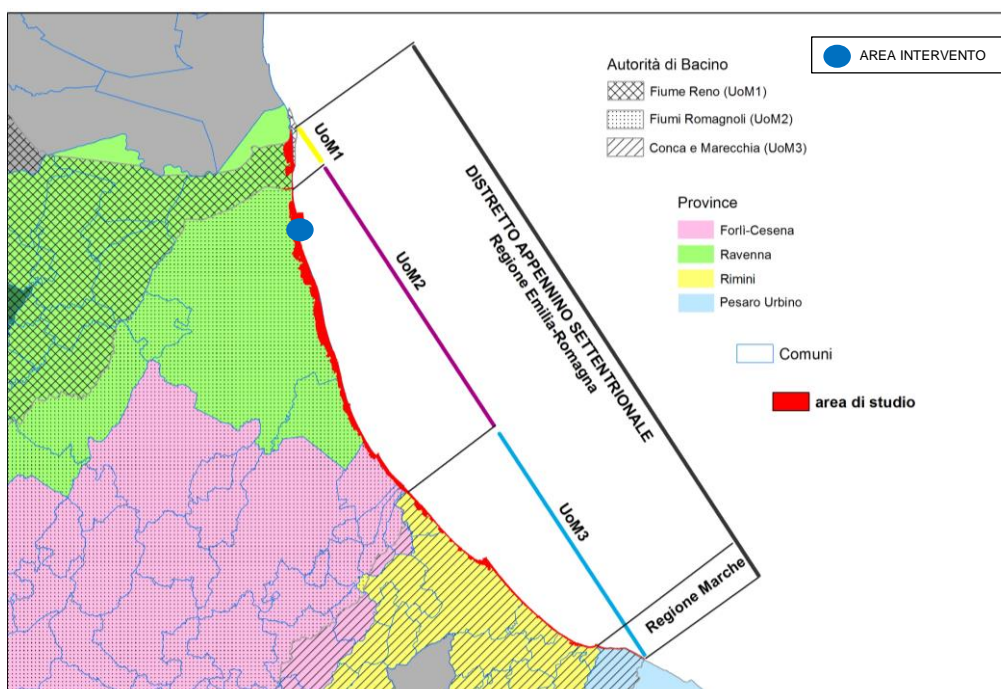 AREA INTERVENTO
Autorità di Bacino
Fiume Reno (UoM1)
Fiumi Romagnoli (UoM2)
Conca e Marecchia (UoM3)
Province
Forlì-Cesena
Ravenna
Rimini
Pesaro Urbino
Comuni
area di studio
UoM1
UoM2
UoM3
DISTRETTO APPENNINO SETTENTRIONALE
Regione Emilia-Romagna
Regione Marche